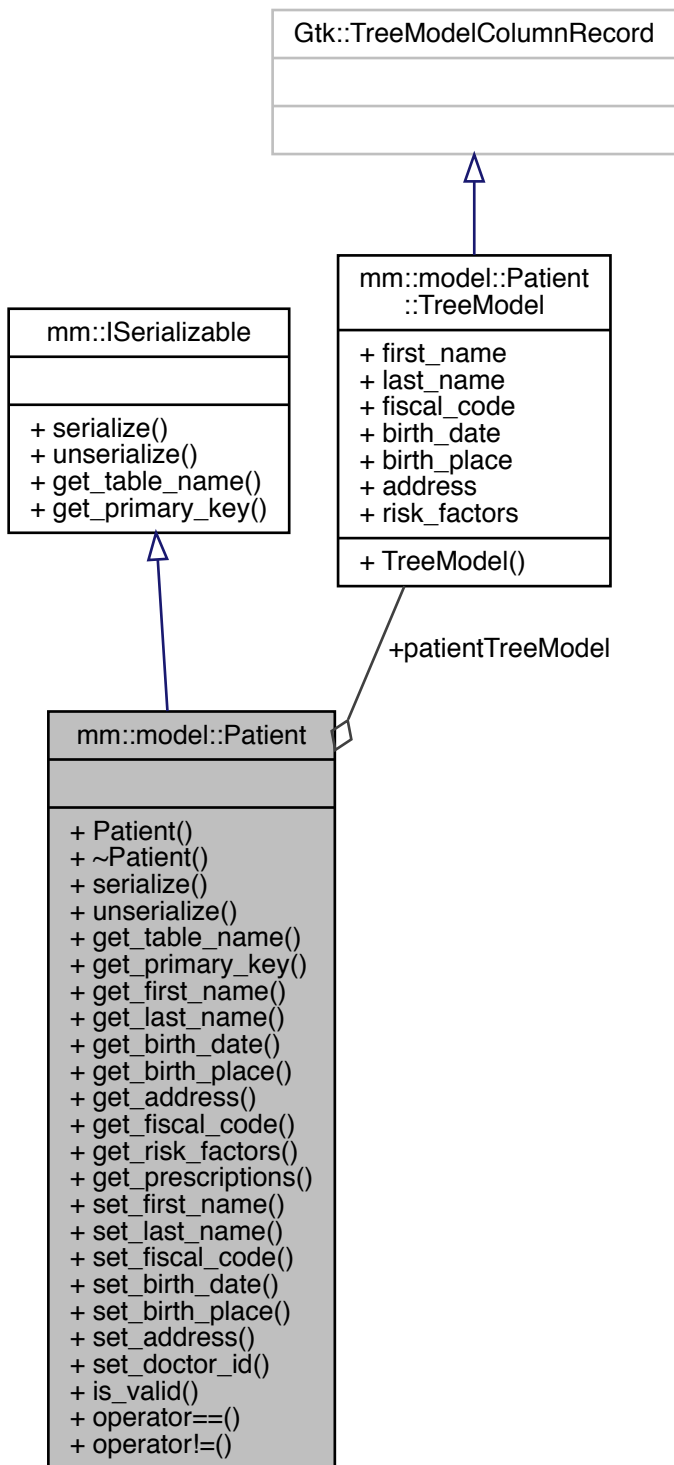 Gtk::TreeModelColumnRecord
mm::model::Patient
::TreeModel
+ first_name
+ last_name
+ fiscal_code
+ birth_date
+ birth_place
+ address
+ risk_factors
+ TreeModel()
mm::ISerializable
+ serialize()
+ unserialize()
+ get_table_name()
+ get_primary_key()
+patientTreeModel
mm::model::Patient
+ Patient()
+ ~Patient()
+ serialize()
+ unserialize()
+ get_table_name()
+ get_primary_key()
+ get_first_name()
+ get_last_name()
+ get_birth_date()
+ get_birth_place()
+ get_address()
+ get_fiscal_code()
+ get_risk_factors()
+ get_prescriptions()
+ set_first_name()
+ set_last_name()
+ set_fiscal_code()
+ set_birth_date()
+ set_birth_place()
+ set_address()
+ set_doctor_id()
+ is_valid()
+ operator==()
+ operator!=()